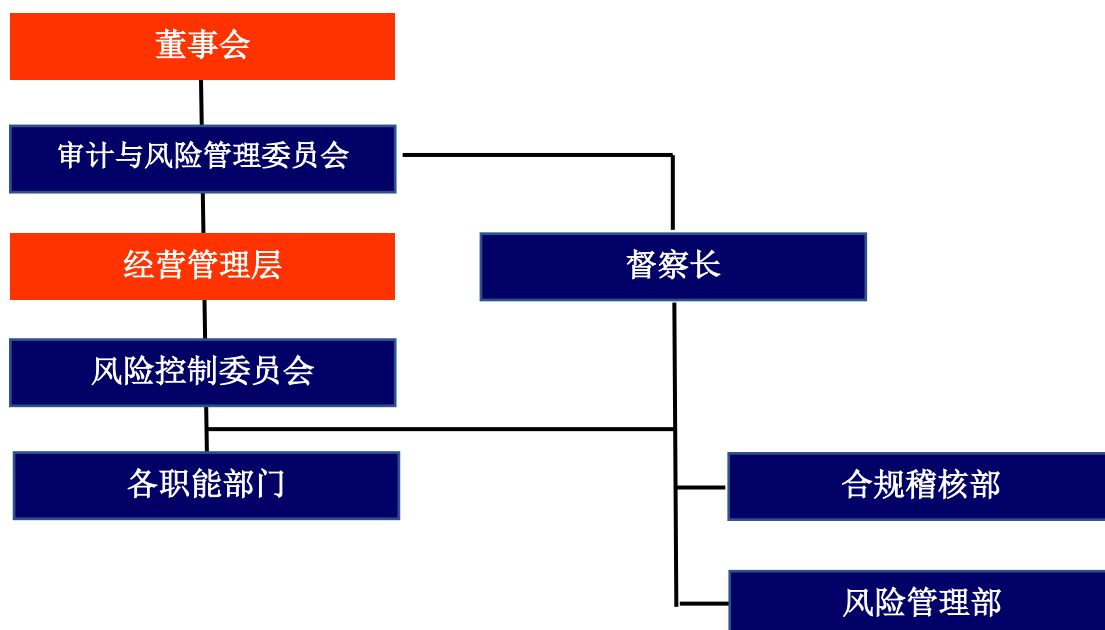 董事会
审计与风险管理委员会
经营管理层
督察长
风险控制委员会
各职能部门
合规稽核部
风险管理部